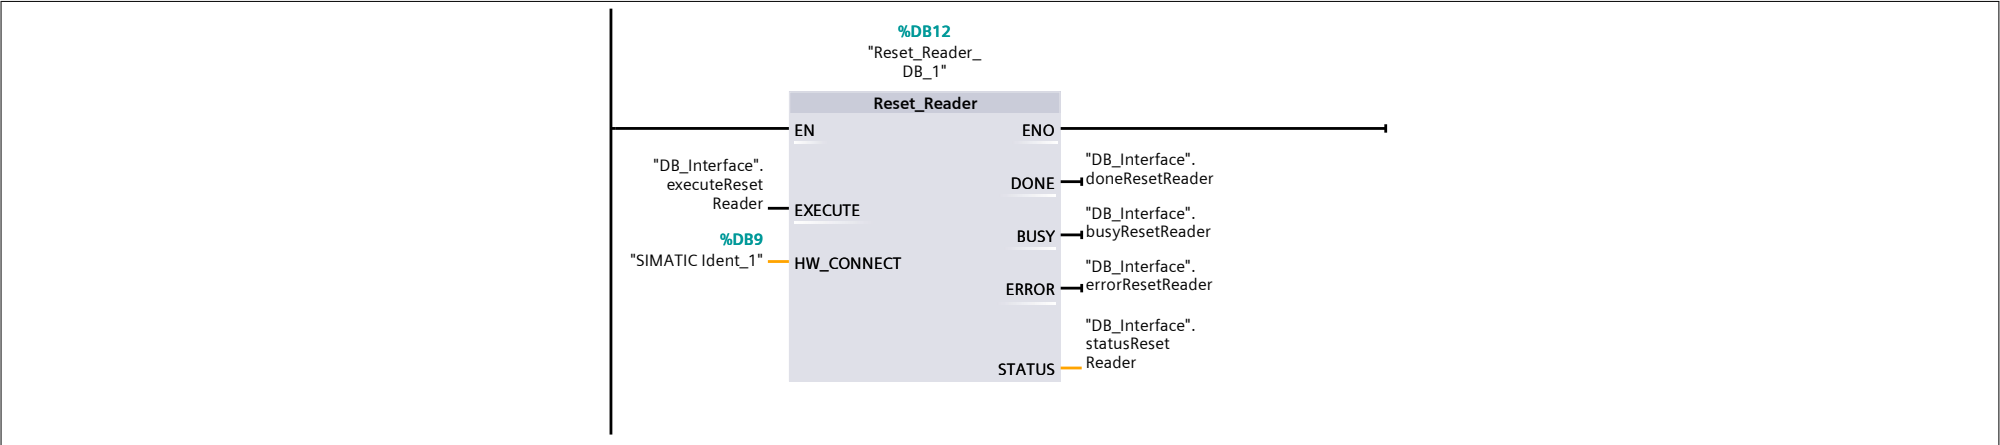 %DB12
"Reset_Reader_
DB_1"
Reset_Reader
EN
ENO
"DB_Interface".
executeReset
Reader
EXECUTE
%DB9
"SIMATIC Ident_1"
HW_CONNECT
DONE
"DB_Interface".
doneResetReader
BUSY
"DB_Interface".
busyResetReader
ERROR
"DB_Interface".
errorResetReader
STATUS
"DB_Interface".
statusReset
Reader